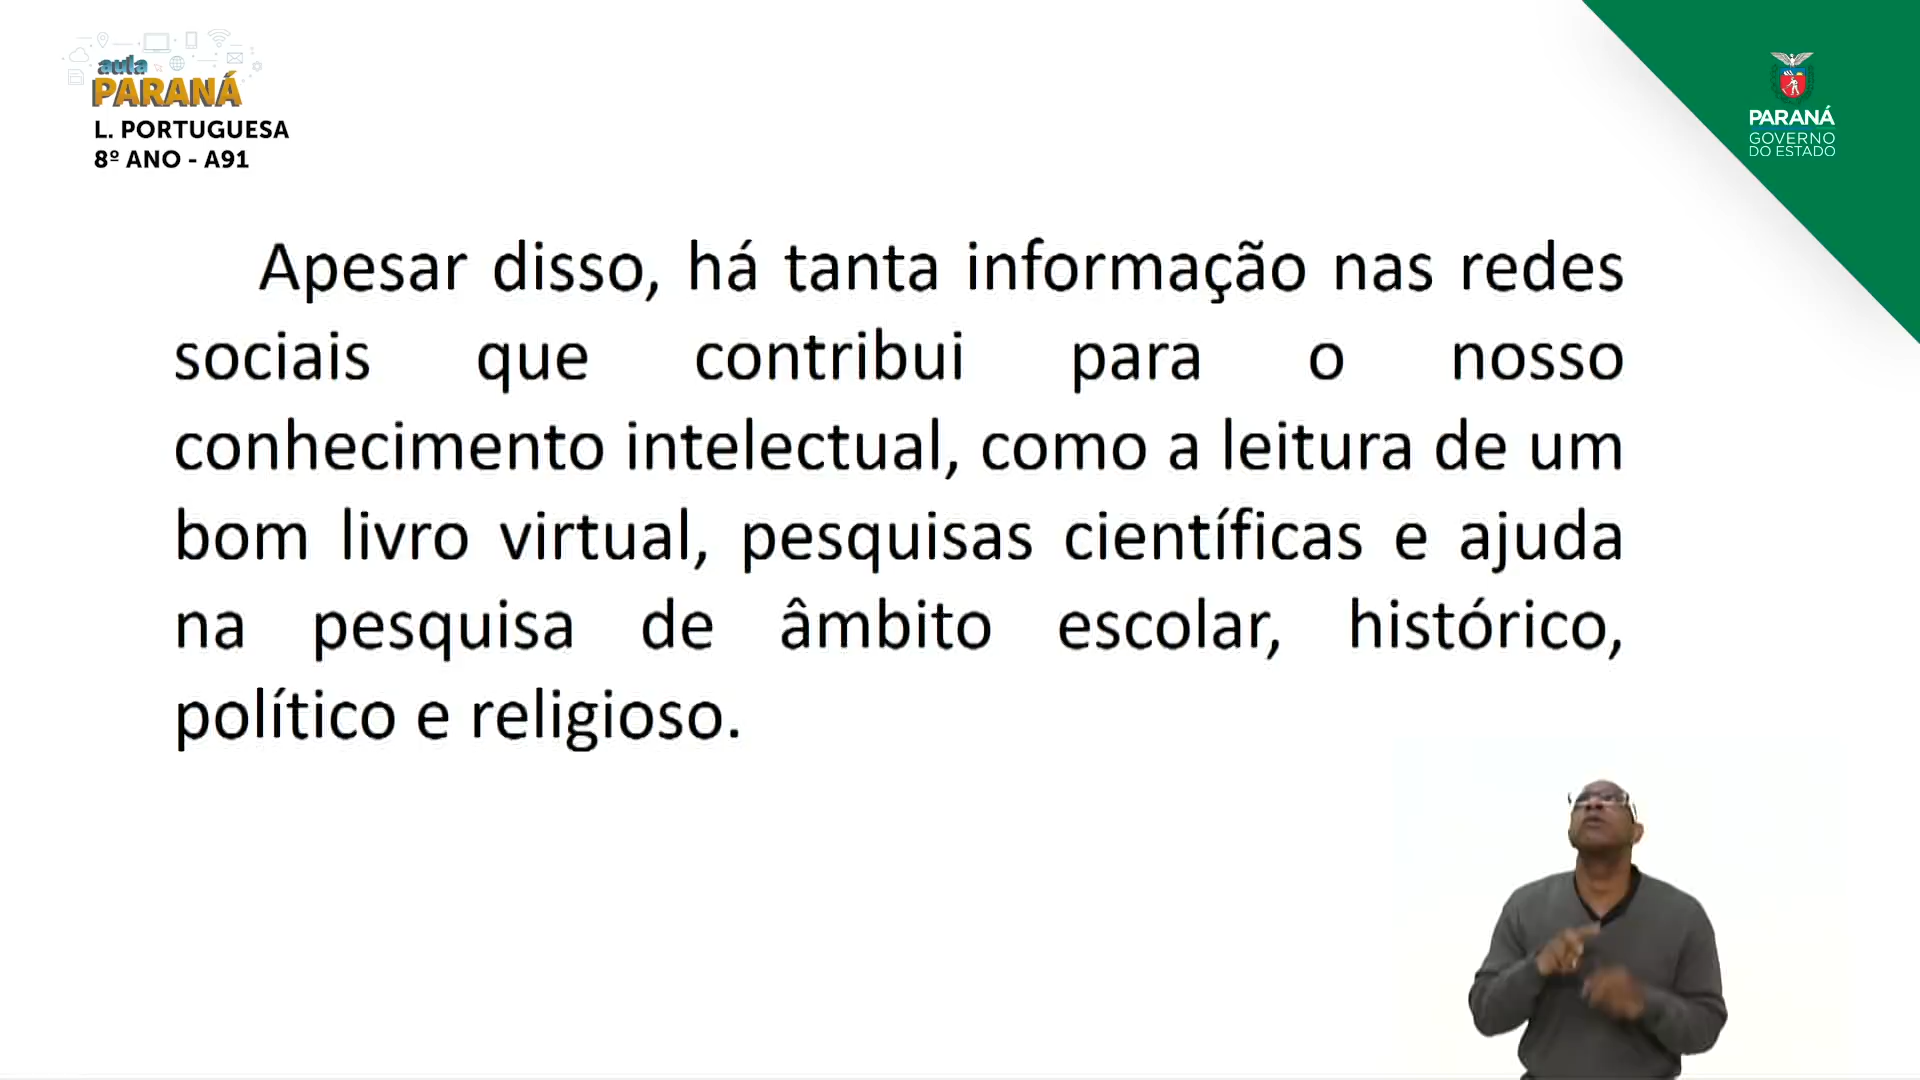 aula
PARANÁ
L. PORTUGUESA
8º ANO - A91
PARANÁ
GOVERNO
DO ESTADO
Apesar disso, há tanta informação nas redes
sociais que contribui para o nosso
conhecimento intelectual, como a leitura de um
bom livro virtual, pesquisas científicas e ajuda
na pesquisa de âmbito escolar, histórico,
político e religioso.